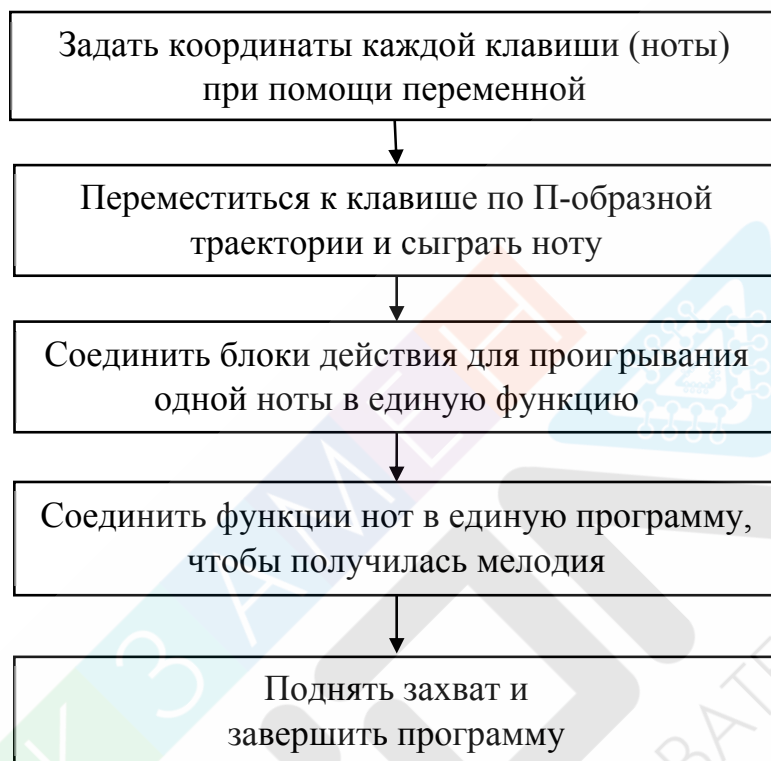 Задать координаты каждой клавиши (ноты)
при помощи переменной
Переместиться к клавише по П-образной
траектории и сыграть ноту
Соединить блоки действия для проигрывания
одной ноты в единую функцию
Соединить функции нот в единую программу,
чтобы получилась мелодия
Поднять захват и
завершить программу